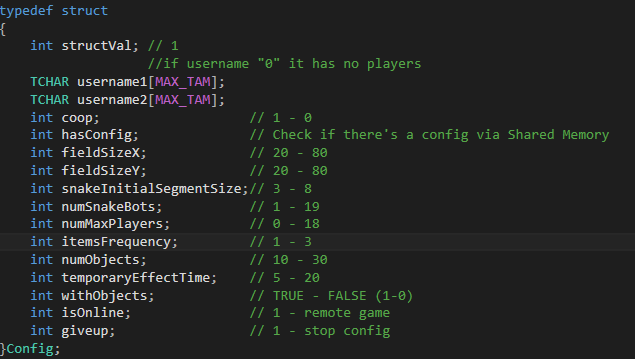 typedef struct
{
    int structVal; // 1
                   //if username "0" it has no players
    TCHAR username1[MAX_TAM];
    TCHAR username2[MAX_TAM];
    int coop;                   // 1 - 0
    int hasConfig;              // Check if there's a config via Shared Memory
    int fieldSizeX;             // 20 - 80
    int fieldSizeY;             // 20 - 80
    int snakeInitialSegmentSize;// 3 - 8
    int numSnakeBots;           // 1 - 19
    int numMaxPlayers;          // 0 - 18
    int itemsFrequency;         // 1 - 3
    int numObjects;             // 10 - 30
    int temporaryEffectTime;    // 5 - 20
    int withObjects;            // TRUE - FALSE (1-0)
    int isOnline;               // 1 - remote game
    int giveup;                 // 1 - stop config
}Config;